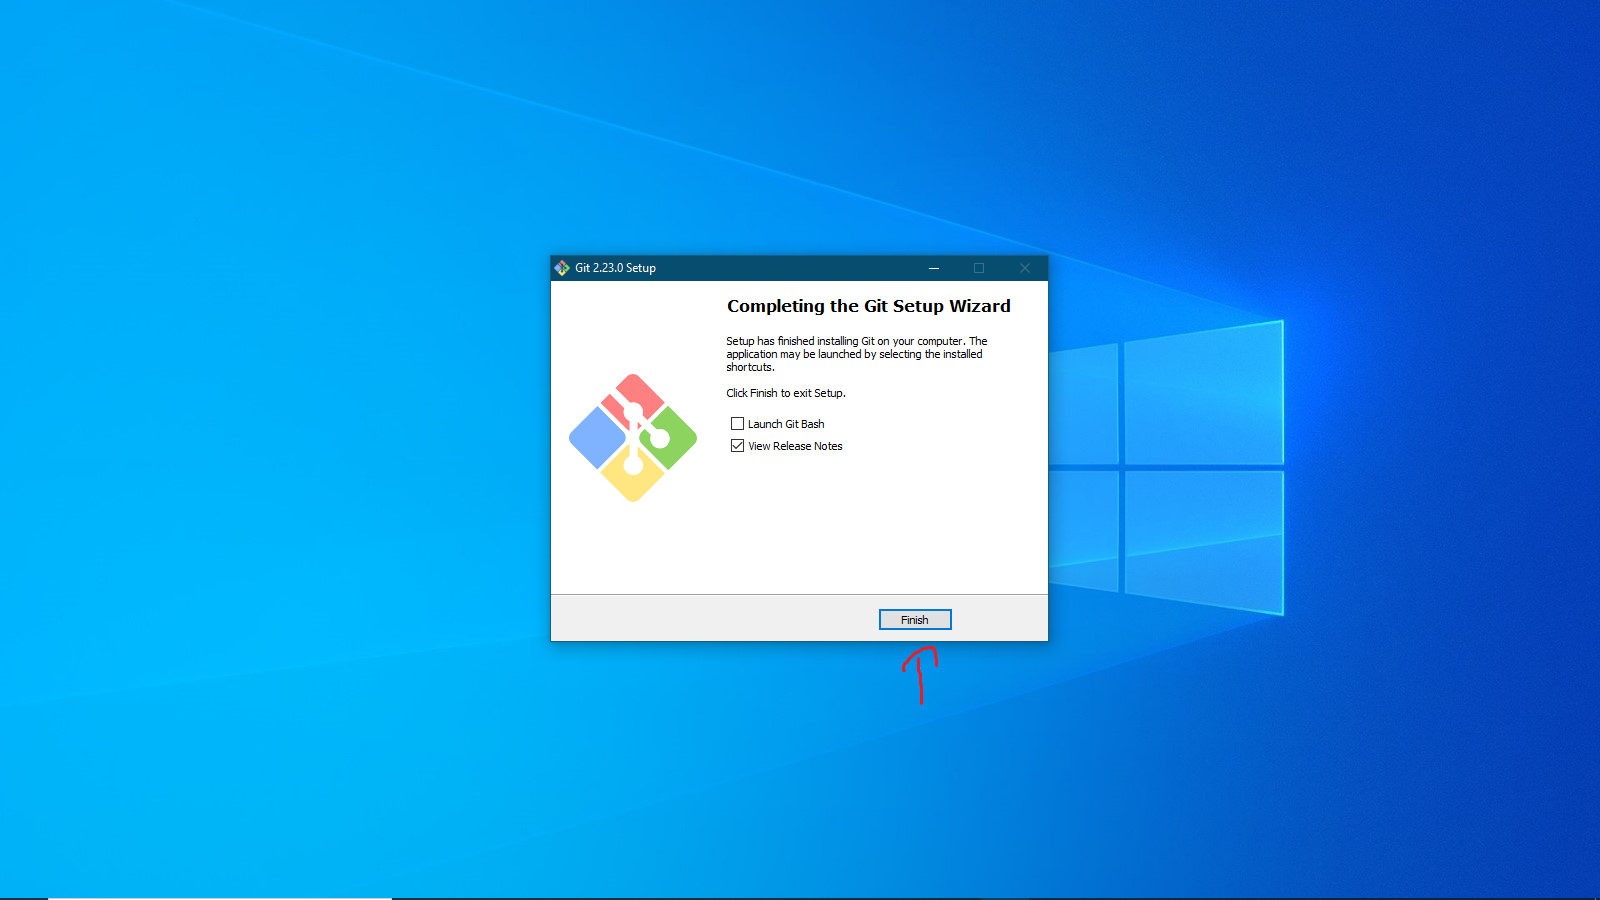 Git 2.23.0 Setup
Completing the Git Setup Wizard
Setup has finished installing Git on your computer. The
application may be launched by selecting the installed
shortcuts.
Click Finish to exit Setup.
Launch Git Bash
View Release Notes
Finish